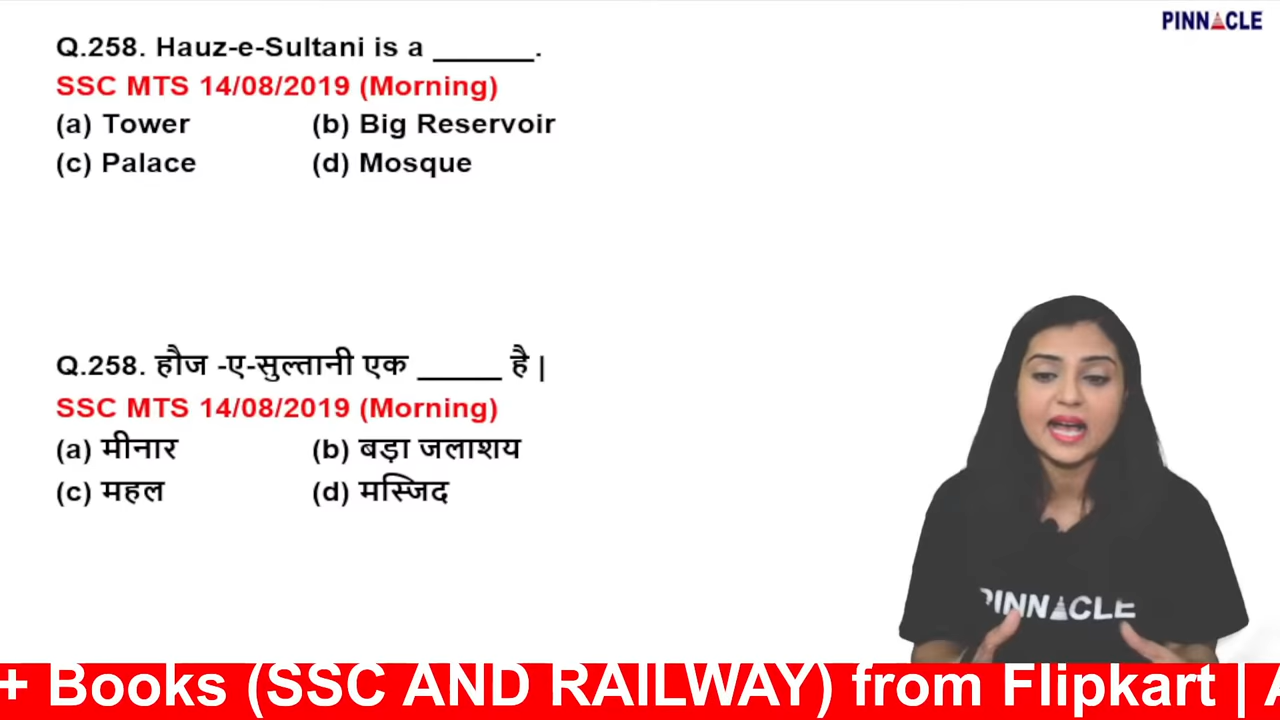 PINNACLE
Q.258. Hauz-e-Sultani is a ______.
SSC MTS 14/08/2019 (Morning)
(a) Tower (b) Big Reservoir
(c) Palace (d) Mosque
Q.258. हौज -ए-सुल्तानी एक _____ है |
SSC MTS 14/08/2019 (Morning)
(a) मीनार (b) बड़ा जलाशय
(c) महल (d) मस्जिद
PINNACLE
+ Books (SSC AND RAILWAY) from Flipkart | A